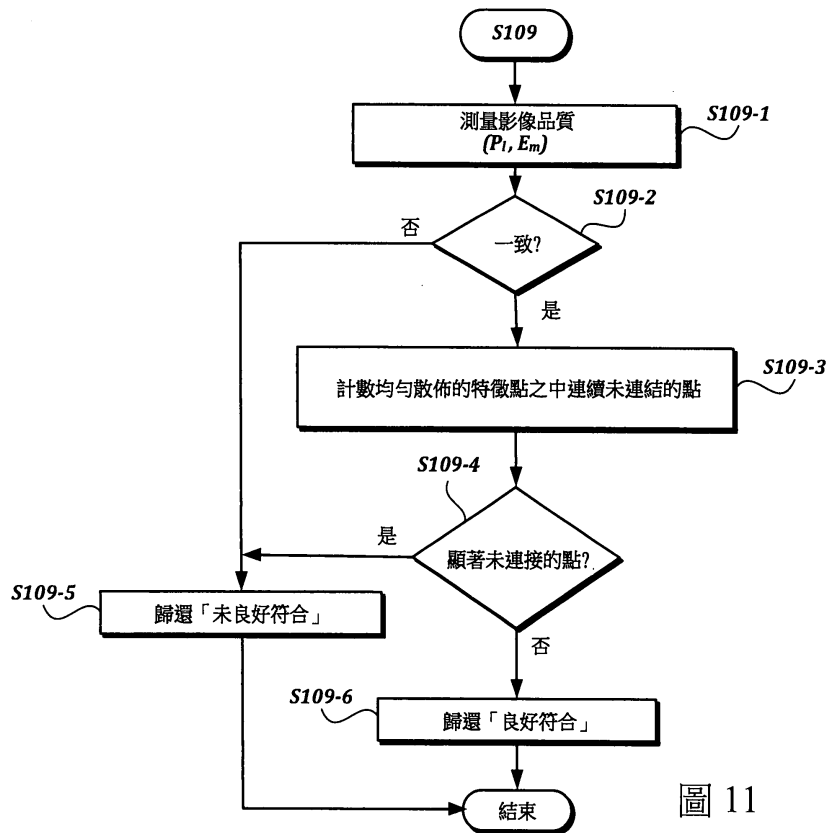 S109
測量影像品質
(Pl, Em)
S109-1
S109-2
否
一致?
是
計數均勻散佈的特徵點之中連續未連結的點
S109-3
S109-4
是
顯著未連接的點?
S109-5
歸還「未良好符合」
否
S109-6
歸還「良好符合」
結束
圖 11